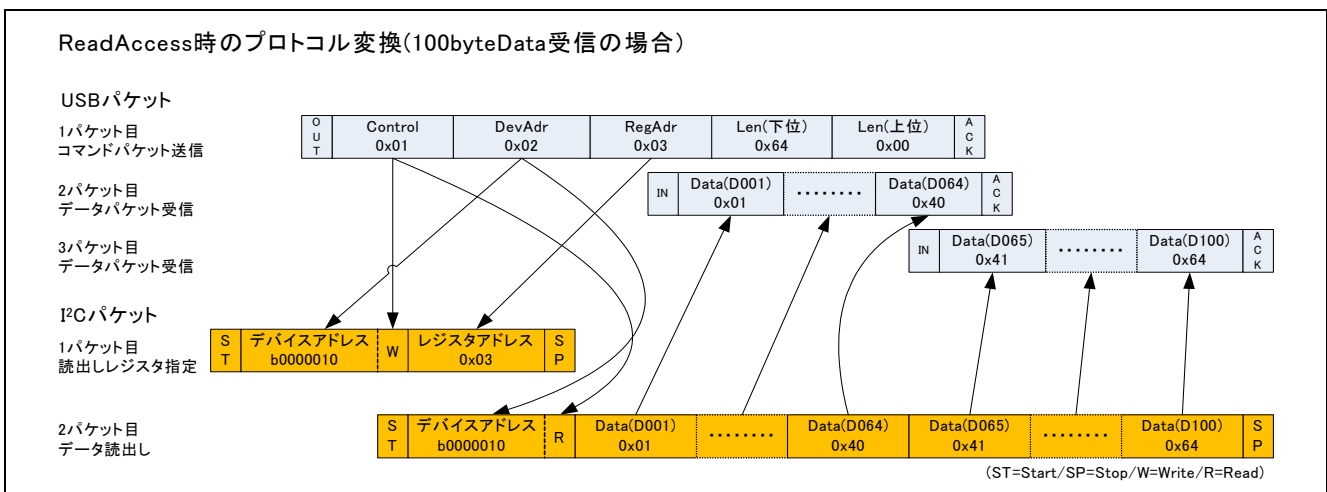 ReadAccess時のプロトコル変換(100byteData受信の場合)
USBパケット
1パケット目
コマンドパケット送信
OUT
Control
0x01
DevAdr
0x02
RegAdr
0x03
Len(下位)
0x64
Len(上位)
0x00
ACK
2パケット目
データパケット受信
IN
Data(D001)
0x01
········
Data(D064)
0x40
ACK
3パケット目
データパケット受信
IN
Data(D065)
0x41
········
Data(D100)
0x64
ACK
I²Cパケット
1パケット目
読出しレジスタ指定
ST
デバイスアドレス
b0000010
W
レジスタアドレス
0x03
SP
2パケット目
データ読出し
ST
デバイスアドレス
b0000010
R
Data(D001)
0x01
········
Data(D064)
0x40
Data(D065)
0x41
········
Data(D100)
0x64
SP
(ST=Start/SP=Stop/W=Write/R=Read)